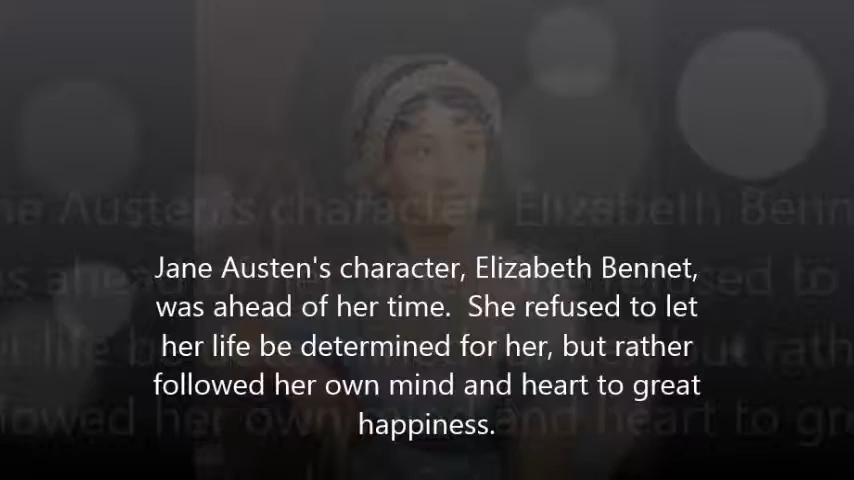 Jane Austen's character, Elizabeth Bennet,
was ahead of her time.  She refused to let
her life be determined for her, but rather
followed her own mind and heart to great
happiness.